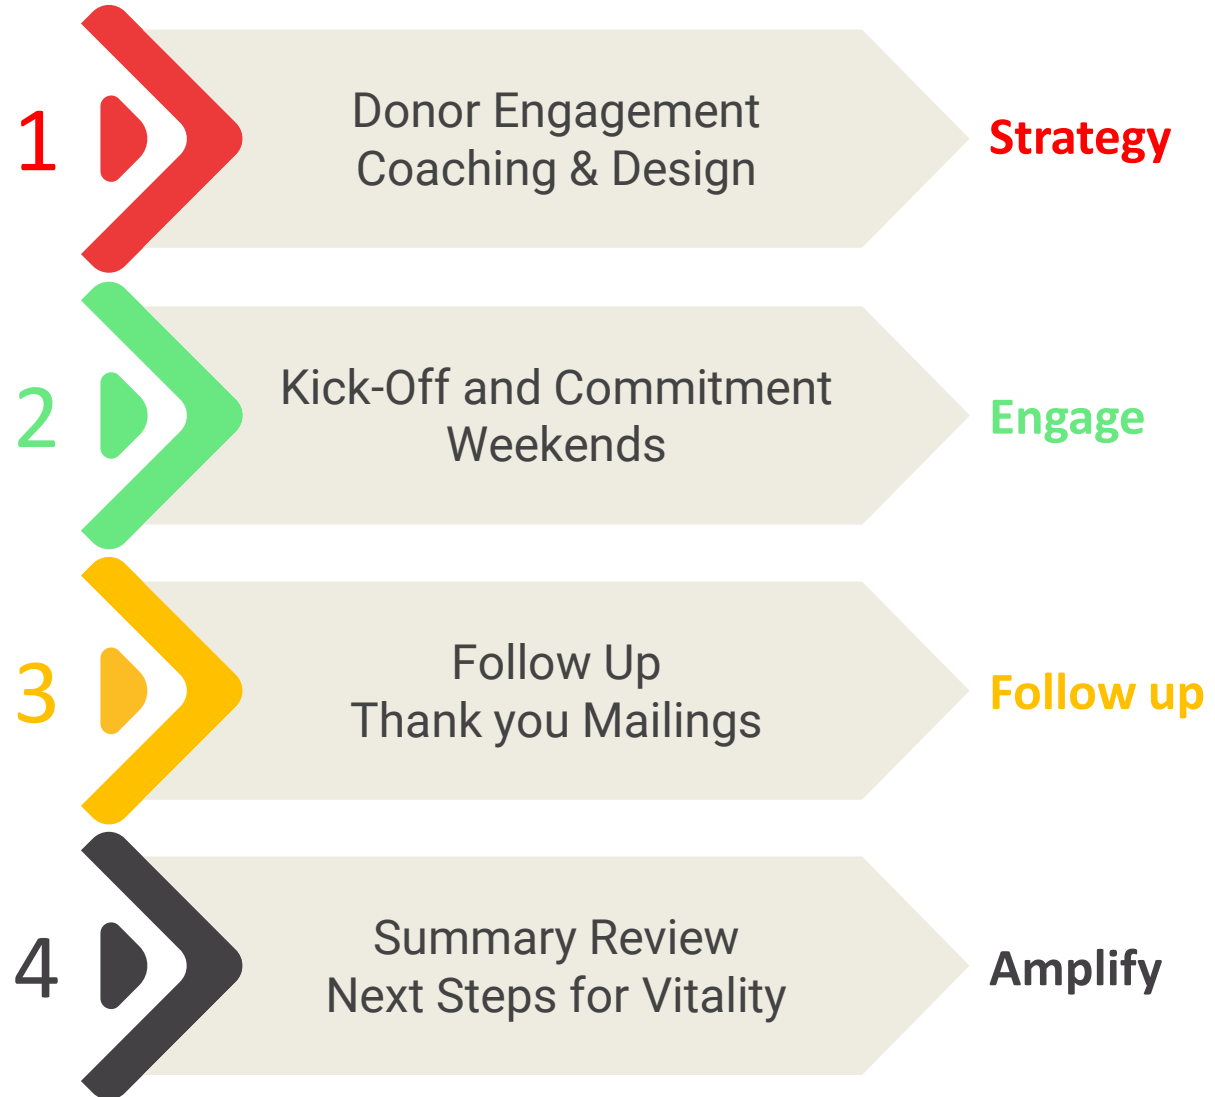 1
Donor Engagement
Coaching & Design
Strategy
2
Kick-Off and Commitment
Weekends
Engage
3
Follow Up
Thank you Mailings
Follow up
4
Summary Review
Next Steps for Vitality
Amplify